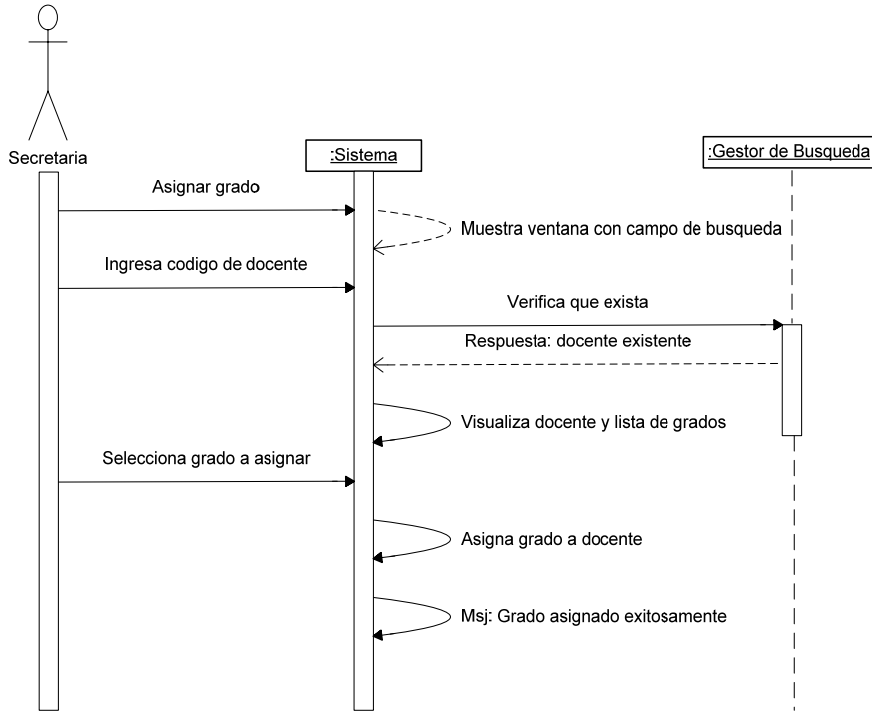 Secretaria
:Sistema
:Gestor de Busqueda
Asignar grado
Muestra ventana con campo de busqueda
Ingresa codigo de docente
Verifica que exista
Respuesta: docente existente
Visualiza docente y lista de grados
Selecciona grado a asignar
Asigna grado a docente
Msj: Grado asignado exitosamente